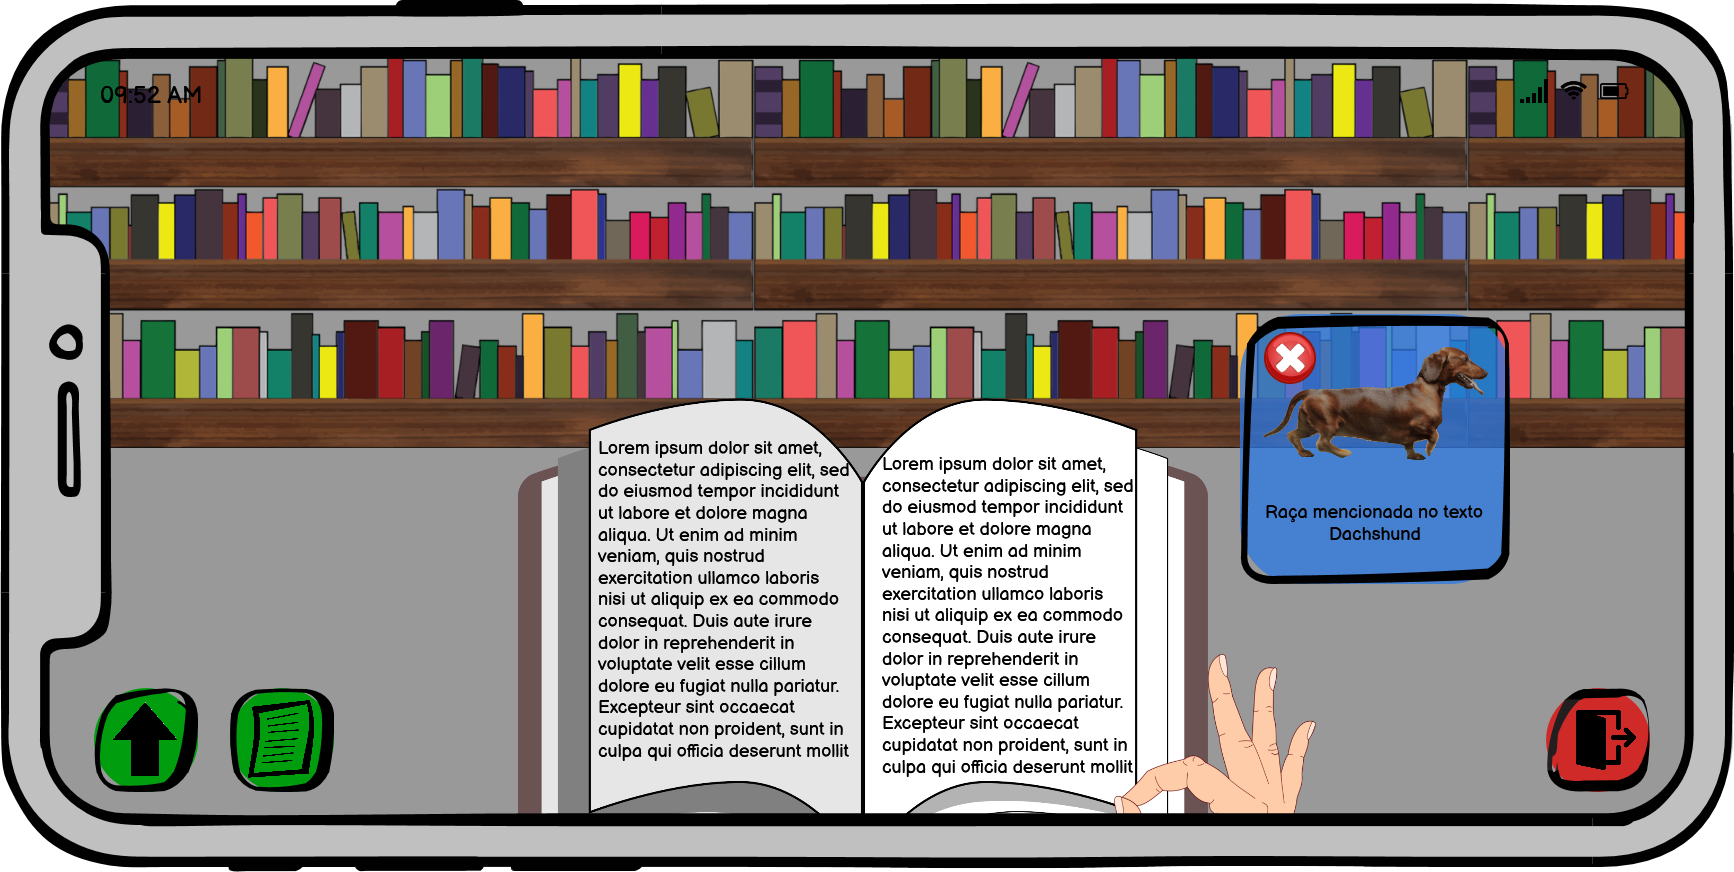 09:52 AM
Lorem ipsum dolor sit amet,
consectetur adipiscing elit, sed
do eiusmod tempor incididunt
ut labore et dolore magna
aliqua. Ut enim ad minim
veniam, quis nostrud
exercitation ullamco laboris
nisi ut aliquip ex ea commodo
consequat. Duis aute irure
dolor in reprehenderit in
voluptate velit esse cillum
dolore eu fugiat nulla pariatur.
Excepteur sint occaecat
cupidatat non proident, sunt in
culpa qui officia deserunt mollit
Lorem ipsum dolor sit amet,
consectetur adipiscing elit, sed
do eiusmod tempor incididunt
ut labore et dolore magna
aliqua. Ut enim ad minim
veniam, quis nostrud
exercitation ullamco laboris
nisi ut aliquip ex ea commodo
consequat. Duis aute irure
dolor in reprehenderit in
voluptate velit esse cillum
dolore eu fugiat nulla pariatur.
Excepteur sint occaecat
cupidatat non proident, sunt in
culpa qui officia deserunt mollit
Raça mencionada no texto
Dachshund